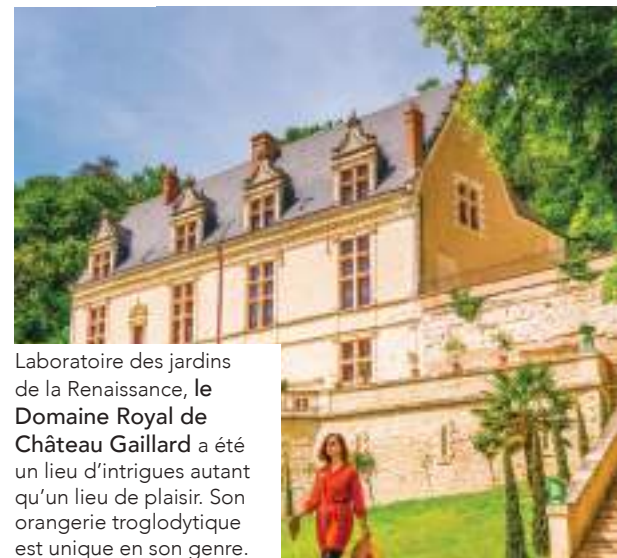 Laboratoire des jardins
de la Renaissance, le
Domaine Royal de
Château Gaillard a été
un lieu d’intrigues autant
qu’un lieu de plaisir. Son
orangerie troglodytique
est unique en son genre.